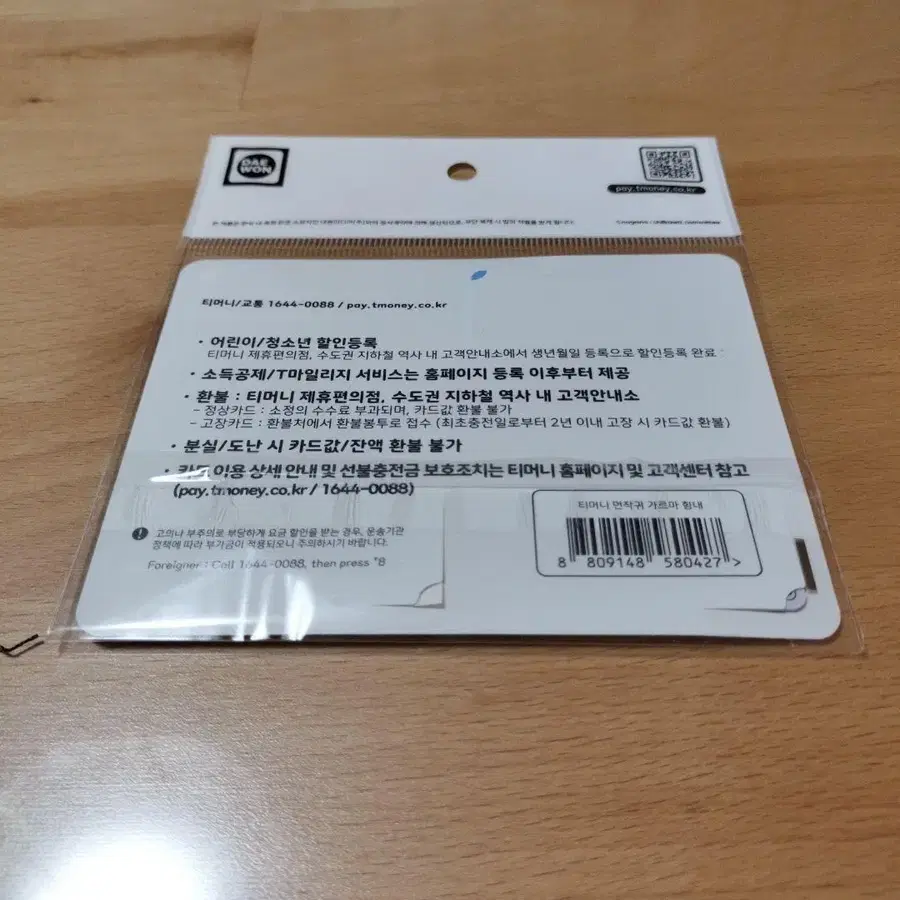 DAE
WON
pay.tmoney.co.kr
티머니/교통 1644-0088 / pay.tmoney.co.kr
· 어린이/청소년 할인등록
티머니 제휴편의점, 수도권 지하철 역사 내 고객안내소에서 생년월일 등록으로 할인등록 완료
· 소득공제/T마일리지 서비스는 홈페이지 등록 이후부터 제공
· 환불 : 티머니 제휴편의점, 수도권 지하철 역사 내 고객안내소
- 정상카드 : 소정의 수수료 부과되며, 카드값 환불 불가
- 고장카드 : 환불처에서 환불봉투로 접수 (최초충전일로부터 2년 이내 고장 시 카드값 환불)
· 분실/도난 시 카드값/잔액 환불 불가
· 카드 이용 상세 안내 및 선불충전금 보호조치는 티머니 홈페이지 및 고객센터 참고
(pay.tmoney.co.kr / 1644-0088)
고의나 부주의로 부당하게 요금 할인을 받는 경우, 운송기관
정책에 따라 부가금이 적용되오니 주의하시기 바랍니다.
Foreigner : Call 1644-0088, then press *8
티머니 먼작귀 가르마 힘내
8 809148 580427 >